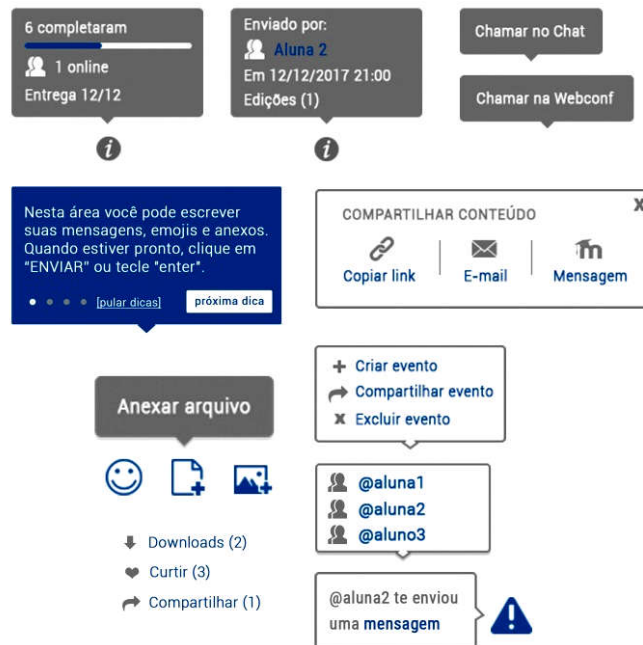 6 completaram
1 online
Entrega 12/12
Enviado por:
Aluna 2
Em 12/12/2017 21:00
Edições (1)
Chamar no Chat
Chamar na Webconf
i
i
Nesta área você pode escrever
suas mensagens, emojis e anexos.
Quando estiver pronto, clique em
"ENVIAR" ou tecle "enter".
[pular dicas]
próxima dica
COMPARTILHAR CONTEÚDO
X
Copiar link
E-mail
Mensagem
Anexar arquivo
Criar evento
Compartilhar evento
X Excluir evento
@aluna1
@aluna2
@aluno3
Downloads (2)
Curtir (3)
Compartilhar (1)
@aluna2 te enviou
uma mensagem